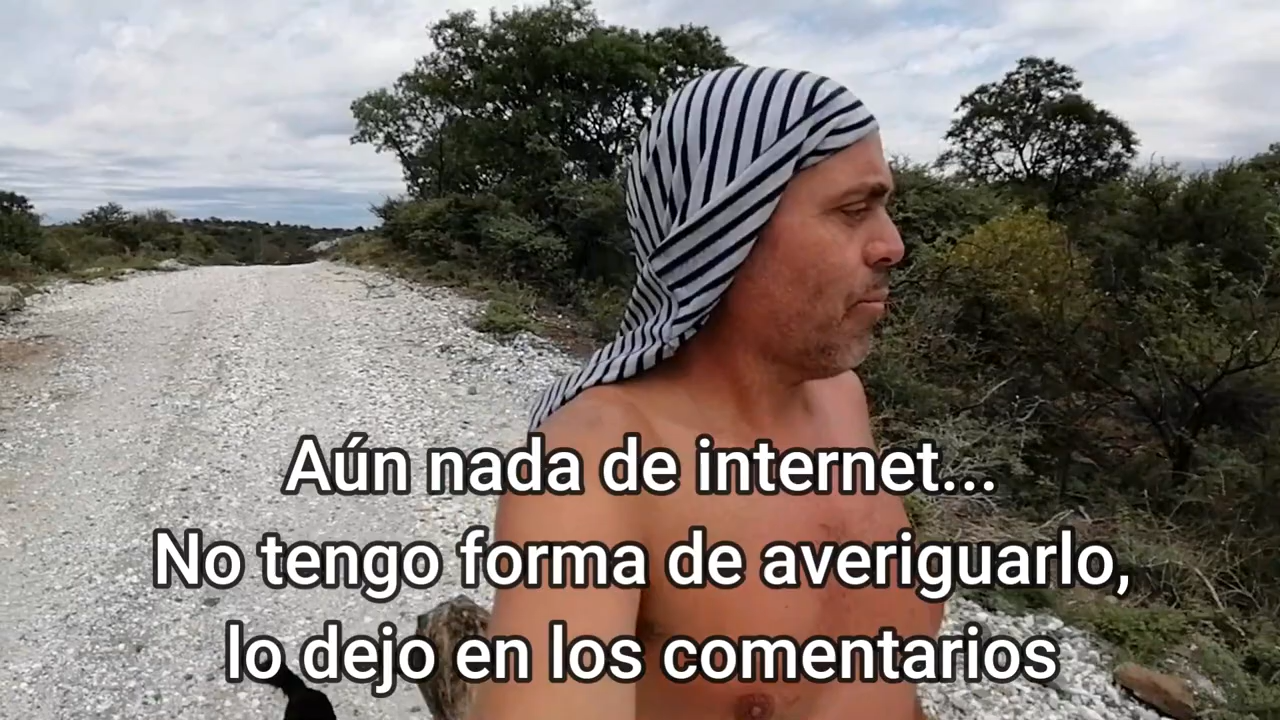 Aún nada de internet...
No tengo forma de averiguarlo,
lo dejo en los comentarios